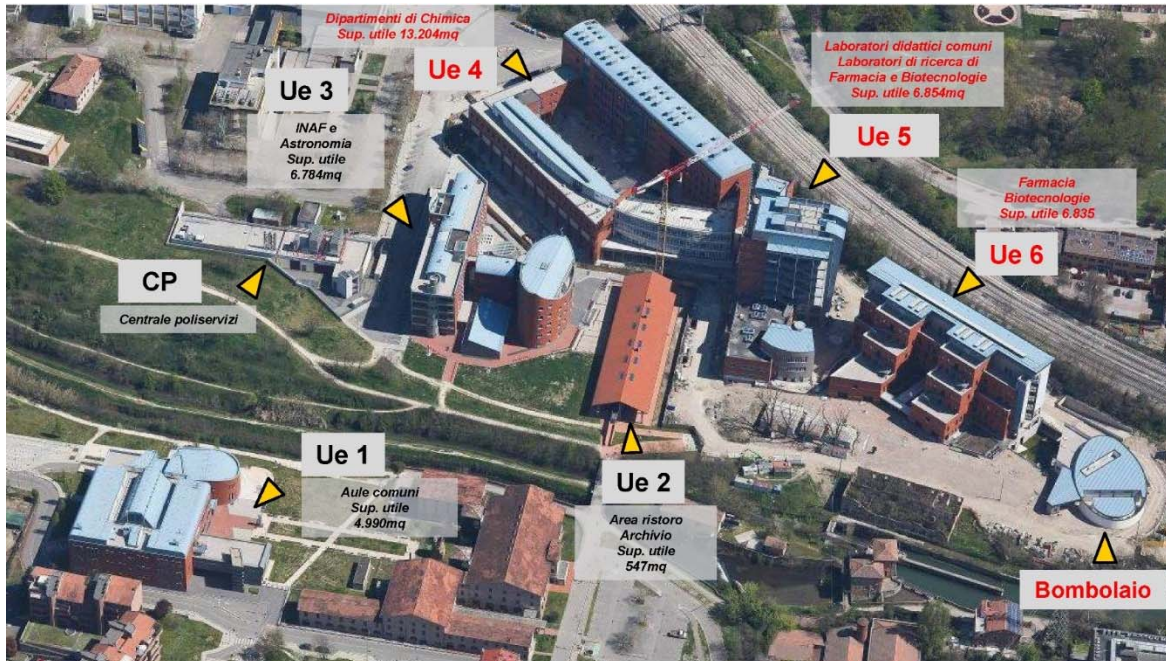 Dipartimenti di Chimica
Sup. utile 13.204mq
Ue 4
Ue 3
INAF e
Astronomia
Sup. utile
6.784mq
Laboratori didattici comuni
Laboratori di ricerca di
Farmacia e Biotecnologie
Sup. utile 6.854mq
Ue 5
Farmacia
Biotecnologie
Sup. utile 6.835
Ue 6
CP
Centrale poliservizi
Ue 1
Aule comuni
Sup. utile
4.990mq
Ue 2
Area ristoro
Archivio
Sup. utile
547mq
Bombolaio